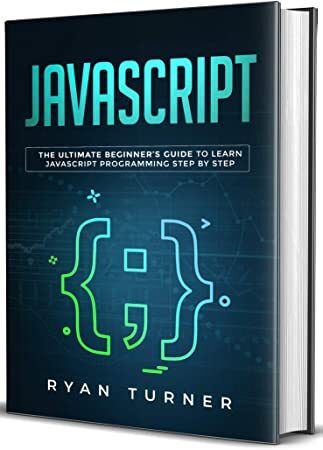 JAVASCRIPT
THE ULTIMATE BEGINNER'S GUIDE TO LEARN
JAVASCRIPT PROGRAMMING STEP BY STEP
{;}
RYAN TURNER